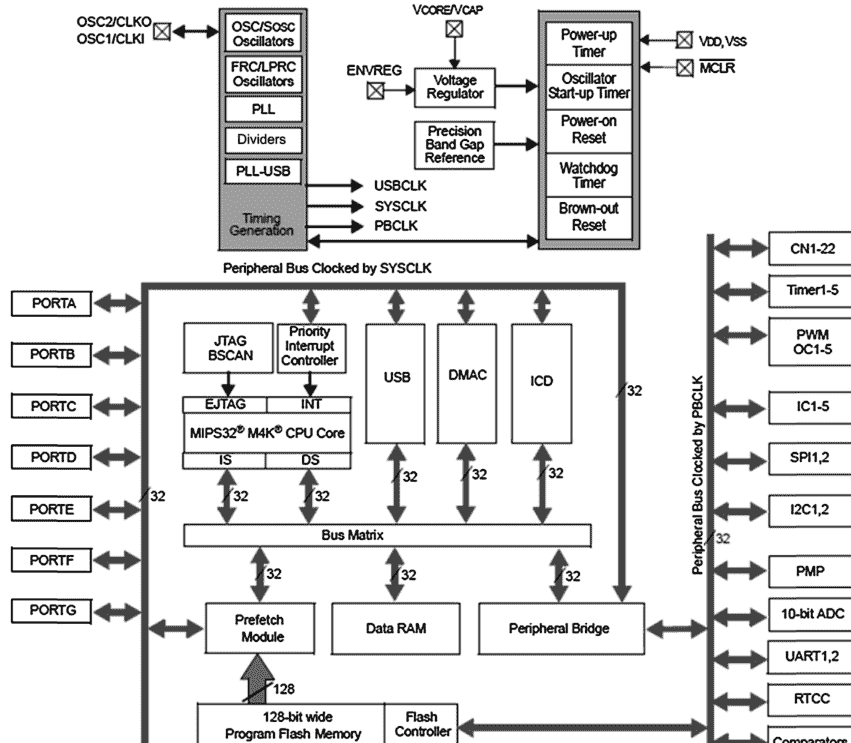 OSC2/CLKO
OSC1/CLKI
OSC/Sosc
Oscillators
FRC/LPRC
Oscillators
PLL
Dividers
PLL-USB
Timing
Generation
USBCLK
SYSCLK
PBCLK
VCORE/VCAP
ENVREG
Voltage
Regulator
Precision
Band Gap
Reference
Power-up
Timer
Oscillator
Start-up Timer
Power-on
Reset
Watchdog
Timer
Brown-out
Reset
VDD, VSS
MCLR
Peripheral Bus Clocked by SYSCLK
PORTA
PORTB
PORTC
PORTD
PORTE
PORTF
PORTG
32
JTAG
BSCAN
Priority
Interrupt
Controller
EJTAG
INT
MIPS32® M4K® CPU Core
IS
DS
32
32
USB
32
DMAC
32
ICD
32
32
Bus Matrix
32
32
32
Prefetch
Module
Data RAM
Peripheral Bridge
128
128-bit wide
Program Flash Memory
Flash
Controller
Peripheral Bus Clocked by PBCLK
32
CN1-22
Timer1-5
PWM
OC1-5
IC1-5
SPI1,2
I2C1,2
PMP
10-bit ADC
UART1,2
RTCC
Comparators